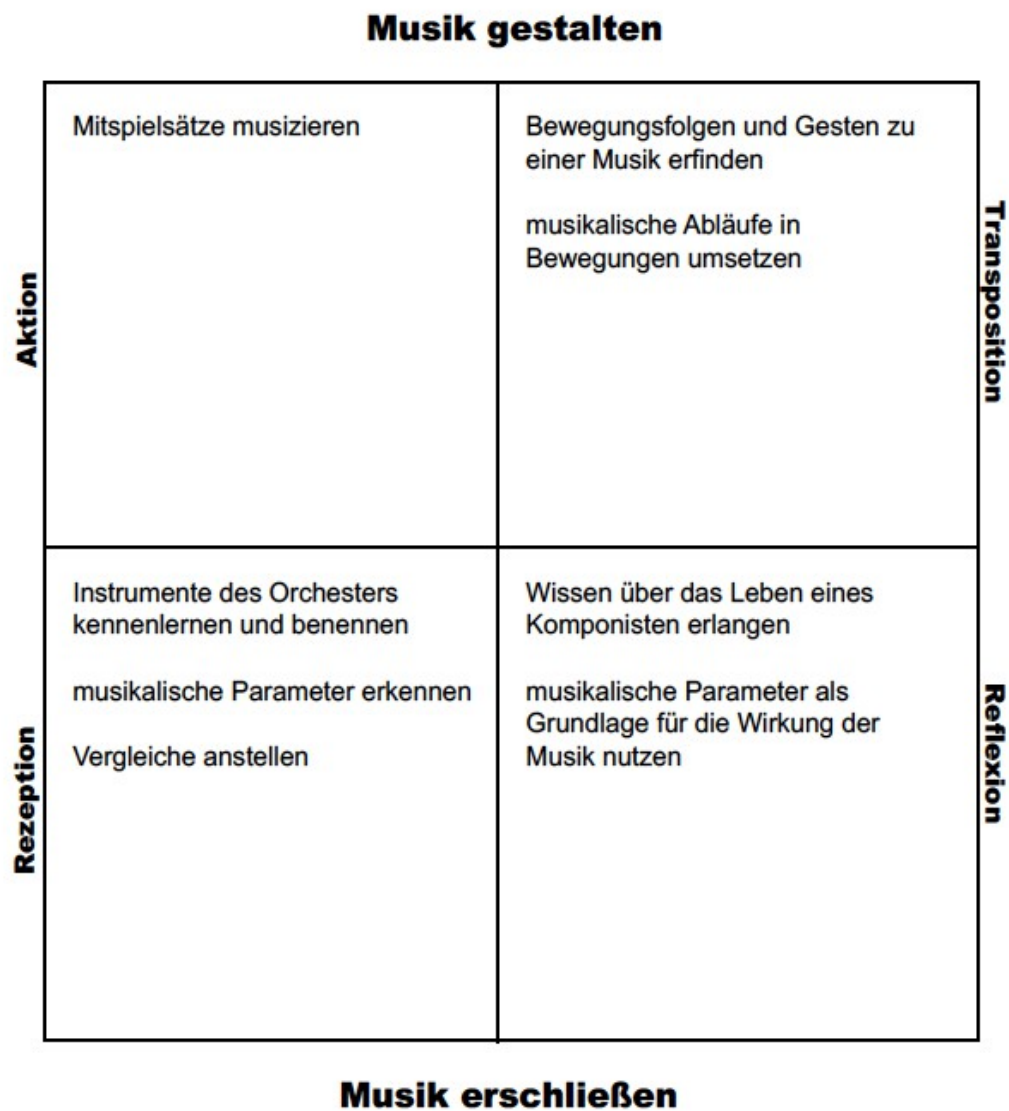 Musik gestalten
Aktion
Mitspielsätze musizieren
Bewegungsfolgen und Gesten zu
einer Musik erfinden
musikalische Abläufe in
Bewegungen umsetzen
Transposition
Rezeption
Instrumente des Orchesters
kennenlernen und benennen
musikalische Parameter erkennen
Vergleiche anstellen
Wissen über das Leben eines
Komponisten erlangen
musikalische Parameter als
Grundlage für die Wirkung der
Musik nutzen
Reflexion
Musik erschließen